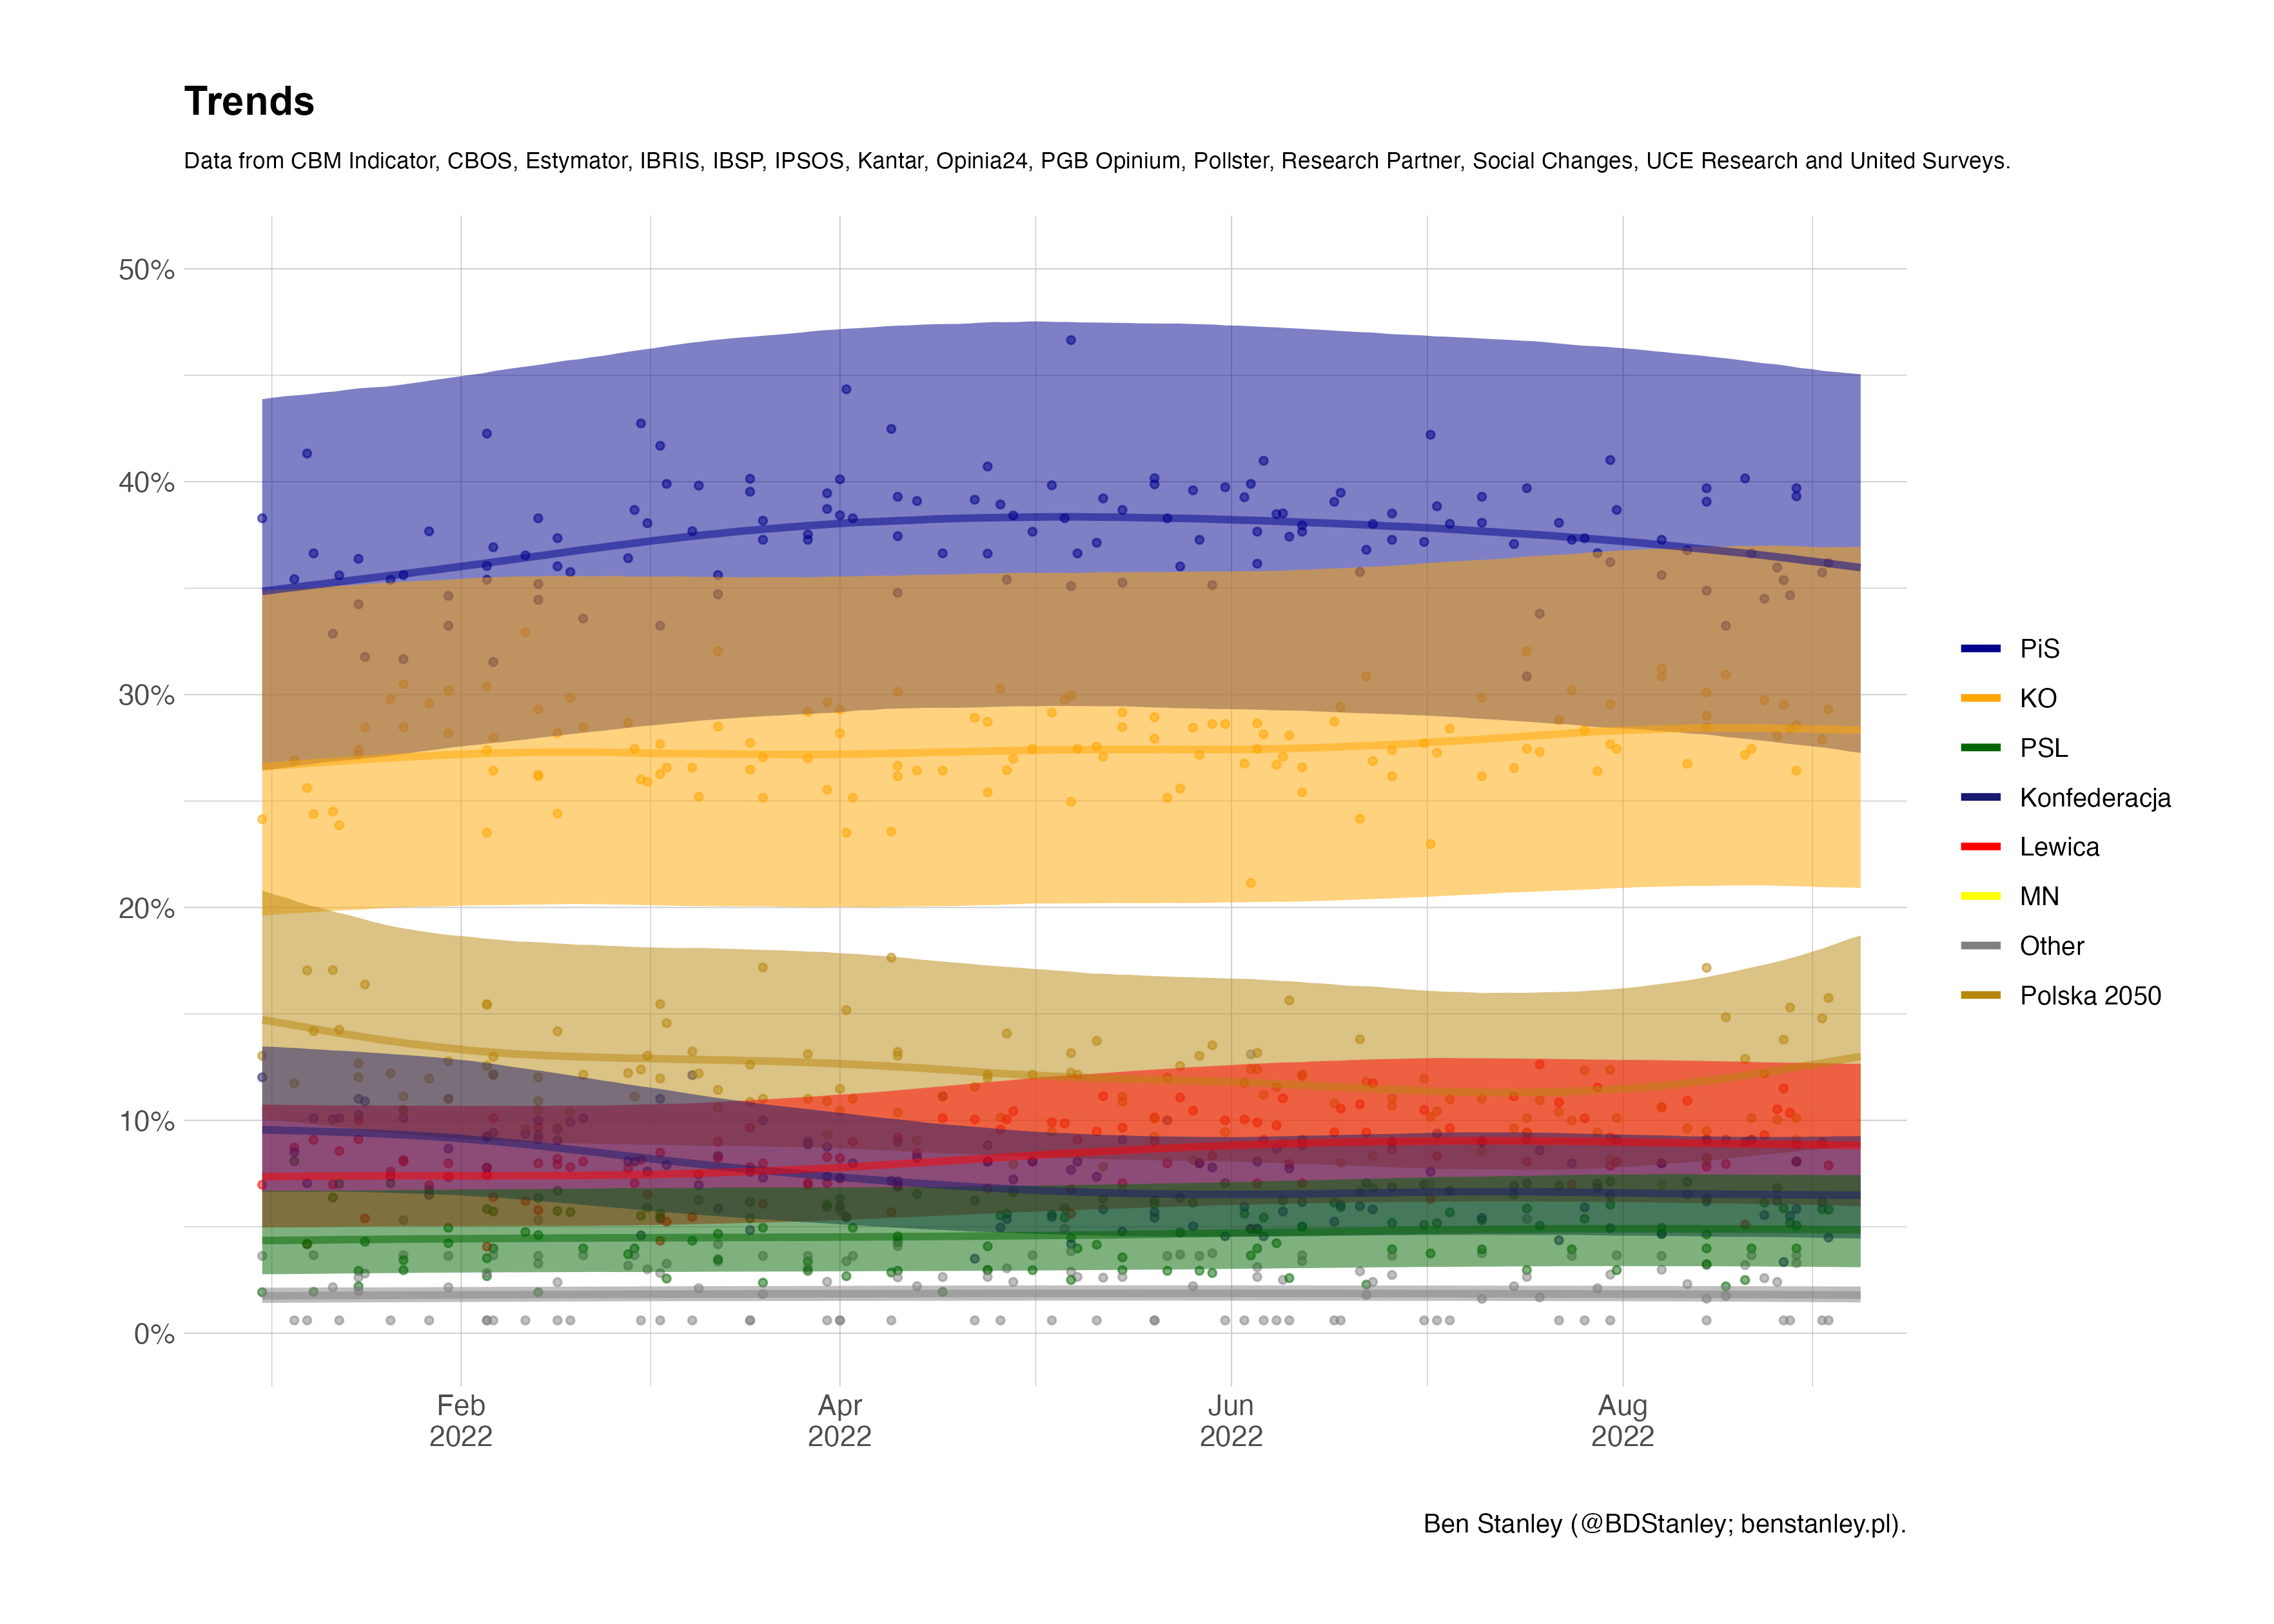 Trends
Data from CBM Indicator, CBOS, Estymator, IBRIS, IBSP, IPSOS, Kantar, Opinia24, PGB Opinium, Pollster, Research Partner, Social Changes, UCE Research and United Surveys.
50%
40%
30%
20%
10%
0%
Feb
2022
Apr
2022
Jun
2022
Aug
2022
PiS
KO
PSL
Konfederacja
Lewica
MN
Other
Polska 2050
Ben Stanley (@BDStanley; benstanley.pl).